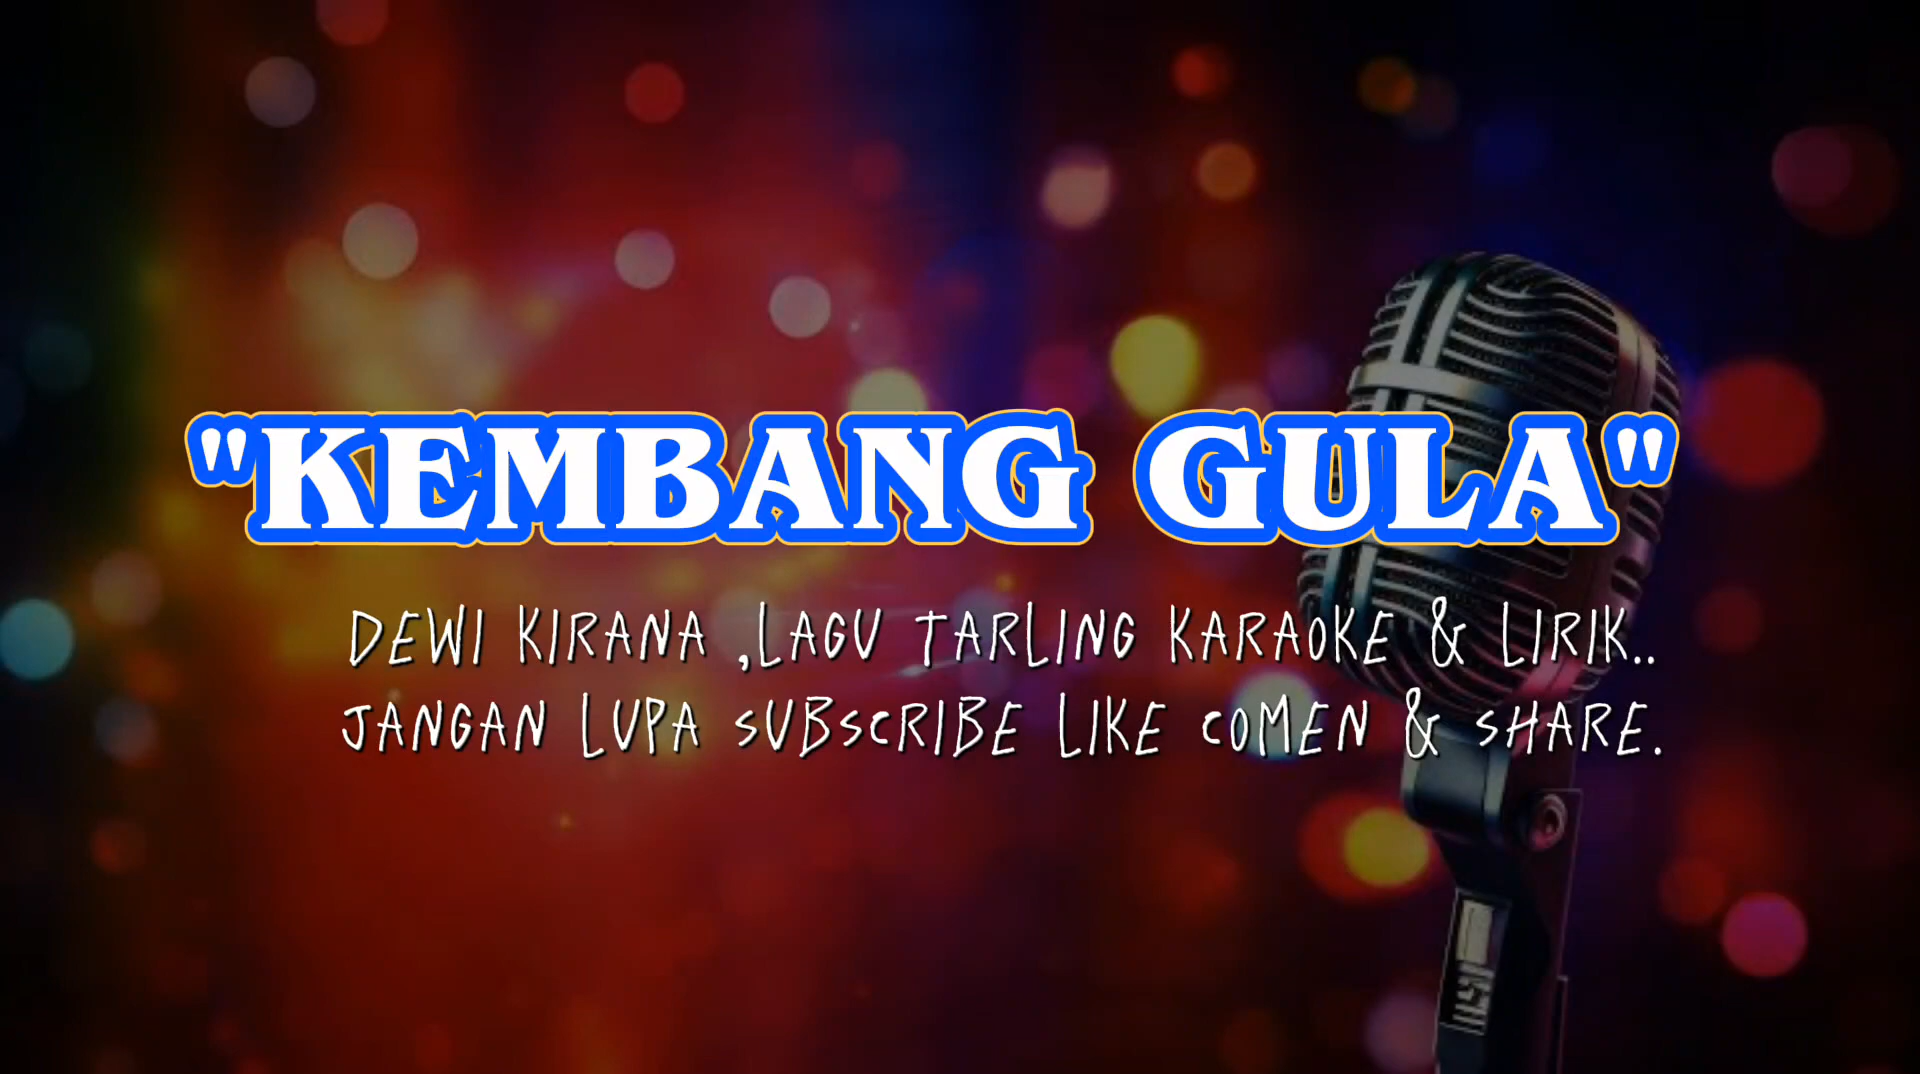 "KEMBANG GULA"
DEWI KIRANA ,LAGU TARLING KARAOKE & LIRIK..
JANGAN LUPA SUBSCRIBE LIKE COMEN & SHARE.